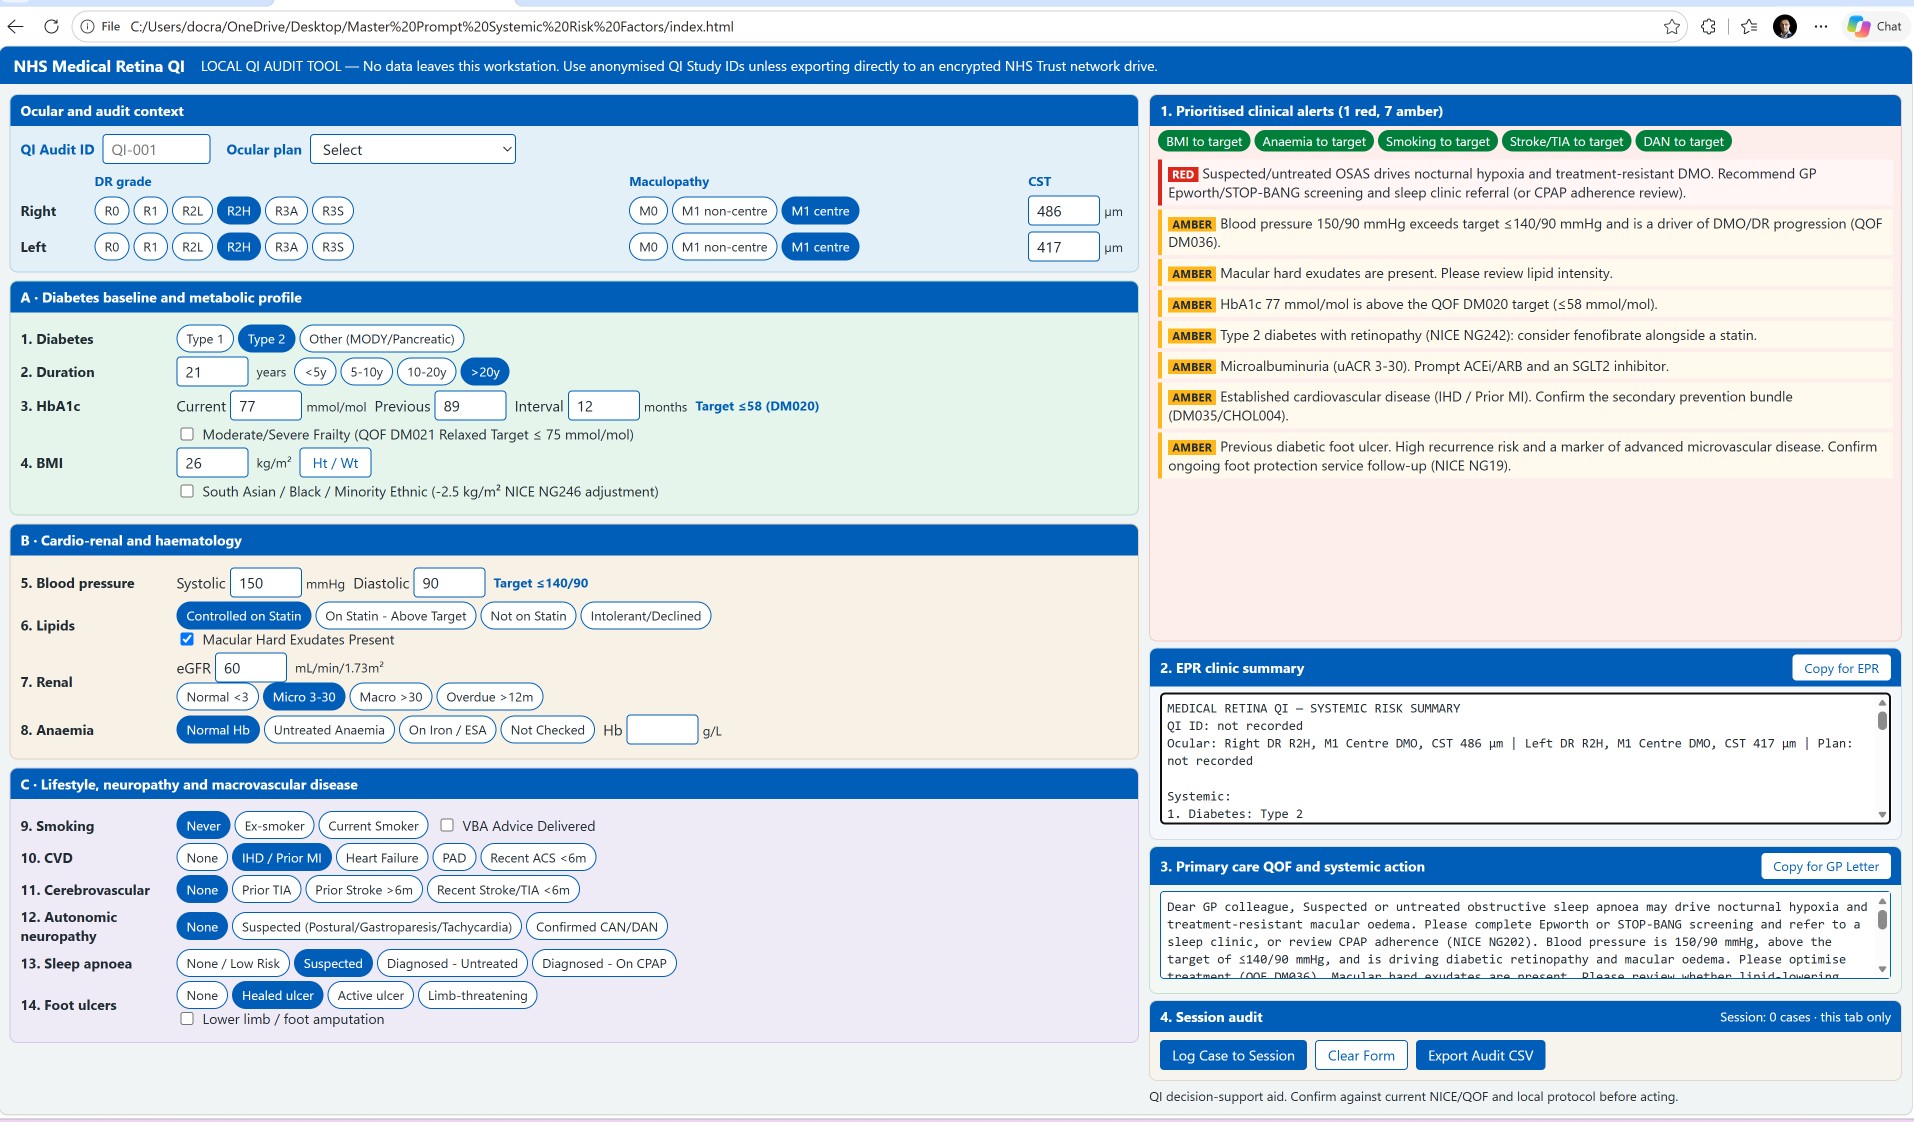 File C:/Users/docra/OneDrive/Desktop/Master%20Prompt%20Systemic%20Risk%20Factors/index.html
Chat
NHS Medical Retina QI LOCAL QI AUDIT TOOL — No data leaves this workstation. Use anonymised QI Study IDs unless exporting directly to an encrypted NHS Trust network drive.
Ocular and audit context
QI Audit ID QI-001 Ocular plan Select
DR grade Maculopathy CST
Right R0 R1 R2L R2H R3A R3S M0 M1 non-centre M1 centre 486 µm
Left R0 R1 R2L R2H R3A R3S M0 M1 non-centre M1 centre 417 µm
A · Diabetes baseline and metabolic profile
1. Diabetes Type 1 Type 2 Other (MODY/Pancreatic)
2. Duration 21 years <5y 5-10y 10-20y >20y
3. HbA1c Current 77 mmol/mol Previous 89 Interval 12 months Target ≤58 (DM020)
Moderate/Severe Frailty (QOF DM021 Relaxed Target ≤ 75 mmol/mol)
4. BMI 26 kg/m² Ht / Wt
South Asian / Black / Minority Ethnic (-2.5 kg/m² NICE NG246 adjustment)
B · Cardio-renal and haematology
5. Blood pressure Systolic 150 mmHg Diastolic 90 Target ≤140/90
6. Lipids Controlled on Statin On Statin - Above Target Not on Statin Intolerant/Declined
Macular Hard Exudates Present
7. Renal eGFR 60 mL/min/1.73m²
Normal <3 Micro 3-30 Macro >30 Overdue >12m
8. Anaemia Normal Hb Untreated Anaemia On Iron / ESA Not Checked Hb g/L
C · Lifestyle, neuropathy and macrovascular disease
9. Smoking Never Ex-smoker Current Smoker VBA Advice Delivered
10. CVD None IHD / Prior MI Heart Failure PAD Recent ACS <6m
11. Cerebrovascular None Prior TIA Prior Stroke >6m Recent Stroke/TIA <6m
12. Autonomic neuropathy None Suspected (Postural/Gastroparesis/Tachycardia) Confirmed CAN/DAN
13. Sleep apnoea None / Low Risk Suspected Diagnosed - Untreated Diagnosed - On CPAP
14. Foot ulcers None Healed ulcer Active ulcer Limb-threatening
Lower limb / foot amputation
1. Prioritised clinical alerts (1 red, 7 amber)
BMI to target Anaemia to target Smoking to target Stroke/TIA to target DAN to target
RED Suspected/untreated OSAS drives nocturnal hypoxia and treatment-resistant DMO. Recommend GP
Epworth/STOP-BANG screening and sleep clinic referral (or CPAP adherence review).
AMBER Blood pressure 150/90 mmHg exceeds target ≤140/90 mmHg and is a driver of DMO/DR progression (QOF
DM036).
AMBER Macular hard exudates are present. Please review lipid intensity.
AMBER HbA1c 77 mmol/mol is above the QOF DM020 target (≤58 mmol/mol).
AMBER Type 2 diabetes with retinopathy (NICE NG242): consider fenofibrate alongside a statin.
AMBER Microalbuminuria (uACR 3-30). Prompt ACEi/ARB and an SGLT2 inhibitor.
AMBER Established cardiovascular disease (IHD / Prior MI). Confirm the secondary prevention bundle
(DM035/CHOL004).
AMBER Previous diabetic foot ulcer. High recurrence risk and a marker of advanced microvascular disease. Confirm
ongoing foot protection service follow-up (NICE NG19).
2. EPR clinic summary Copy for EPR
MEDICAL RETINA QI — SYSTEMIC RISK SUMMARY
QI ID: not recorded
Ocular: Right DR R2H, M1 Centre DMO, CST 486 µm | Left DR R2H, M1 Centre DMO, CST 417 µm | Plan:
not recorded
Systemic:
1. Diabetes: Type 2
3. Primary care QOF and systemic action Copy for GP Letter
Dear GP colleague, Suspected or untreated obstructive sleep apnoea may drive nocturnal hypoxia and
treatment-resistant macular oedema. Please complete Epworth or STOP-BANG screening and refer to a
sleep clinic, or review CPAP adherence (NICE NG202). Blood pressure is 150/90 mmHg, above the
target of ≤140/90 mmHg, and is driving diabetic retinopathy and macular oedema. Please optimise
treatment (QOF DM036). Macular hard exudates are present. Please review whether lipid-lowering
4. Session audit Session: 0 cases · this tab only
Log Case to Session Clear Form Export Audit CSV
QI decision-support aid. Confirm against current NICE/QOF and local protocol before acting.